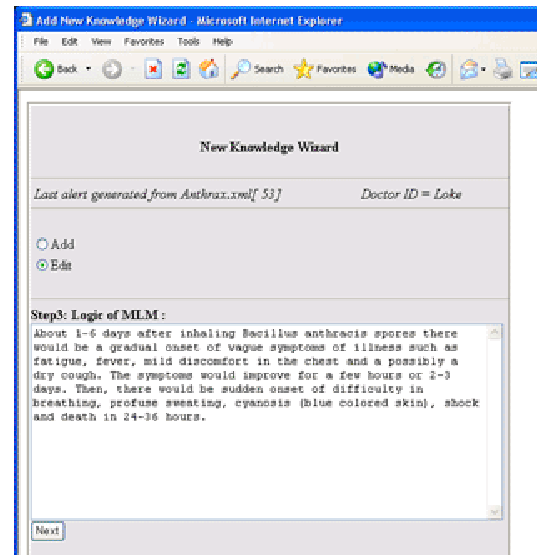 Add New Knowledge Wizard - Microsoft Internet Explorer
File Edit View Favorites Tools Help
Back Search Favorites Media
New Knowledge Wizard
Last alert generated from Anthrax.xml[ 53] Doctor ID = Loke
Add
Edit
Step3: Logic of MLM :
About 1-6 days after inhaling Bacillus anthracis spores there
would be a gradual onset of vague symptoms of illness such as
fatigue, fever, mild discomfort in the chest and a possibly a
dry cough. The symptoms would improve for a few hours or 2-3
days. Then, there would be sudden onset of difficulty in
breathing, profuse sweating, cyanosis (blue colored skin), shock
and death in 24-36 hours.
Next